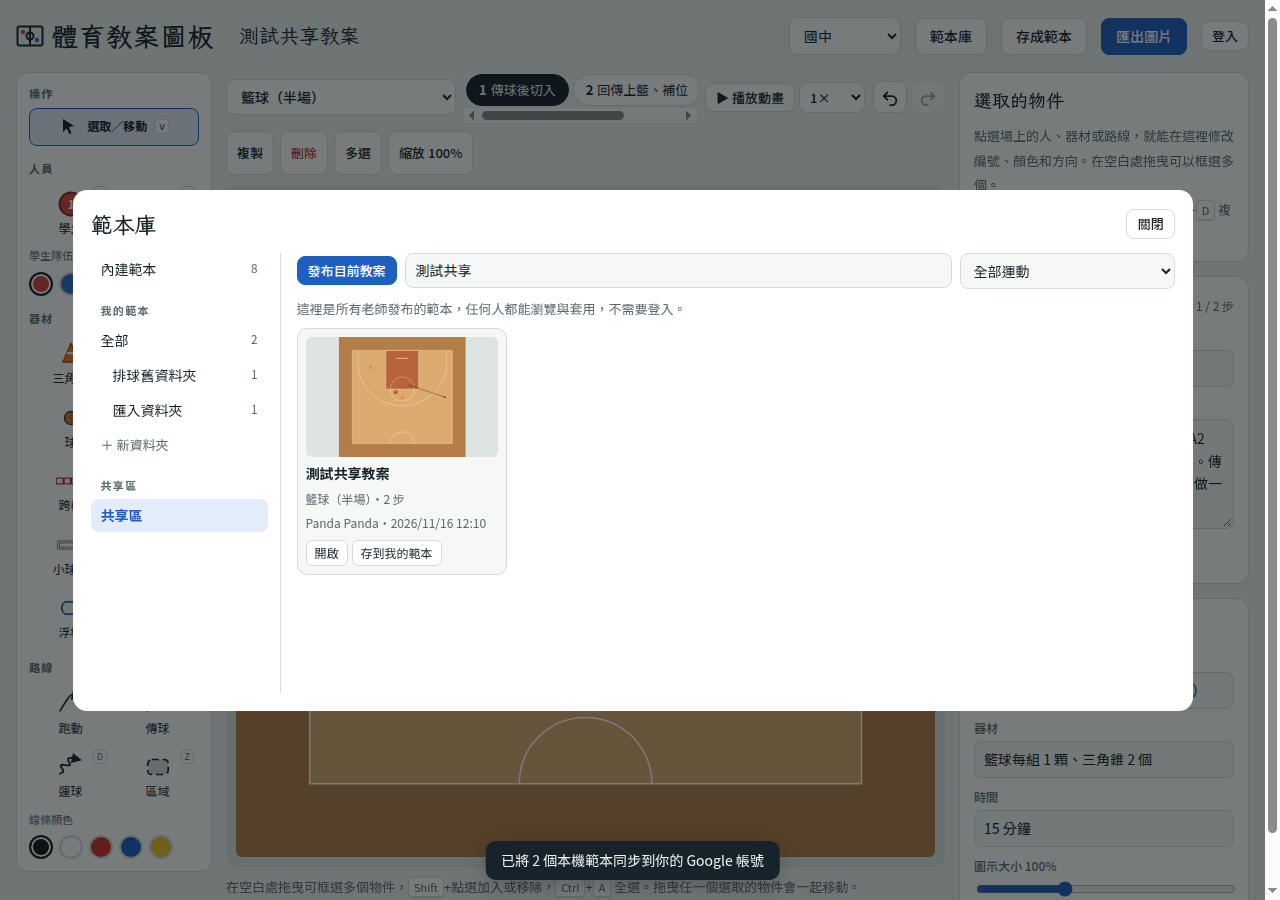 體育教案圖板
測試共享教案
國中
範本庫
存成範本
匯出圖片
登入
操作
選取/移動 V
人員
學生隊伍
器材
路線
跑動
傳球
運球 D
區域 Z
線條顏色
籃球（半場）
1 傳球後切入
2 回傳上籃、補位
▶ 播放動畫
1×
複製
刪除
多選
縮放 100%
選取的物件
點選場上的人、器材或路線，就能在這裡修改
編號、顏色和方向。在空白處拖曳可以框選多
個。
D 複
1 / 2 步
A2
。傳
做一
範本庫
關閉
內建範本 8
我的範本
全部 2
排球舊資料夾 1
匯入資料夾 1
＋ 新資料夾
共享區
共享區
發布目前教案
測試共享
全部運動
這裡是所有老師發布的範本，任何人都能瀏覽與套用，不需要登入。
測試共享教案
籃球（半場）・2 步
Panda Panda・2026/11/16 12:10
開啟
存到我的範本
器材
籃球每組 1 顆、三角錐 2 個
時間
15 分鐘
圖示大小 100%
已將 2 個本機範本同步到你的 Google 帳號
在空白處拖曳可框選多個物件，Shift+點選加入或移除，Ctrl+A 全選。拖曳任一個選取的物件會一起移動。